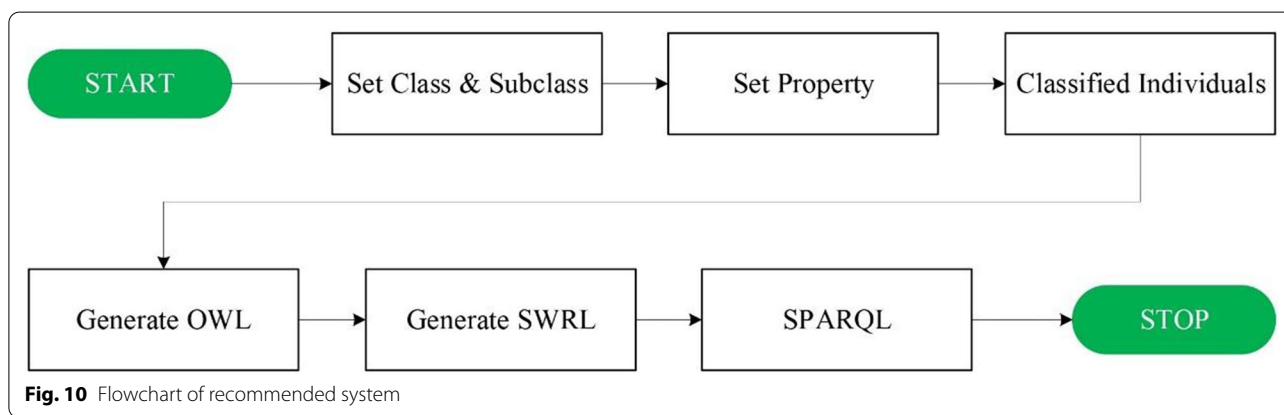 START
Set Class & Subclass
Set Property
Classified Individuals
Generate OWL
Generate SWRL
SPARQL
STOP
Fig. 10 Flowchart of recommended system